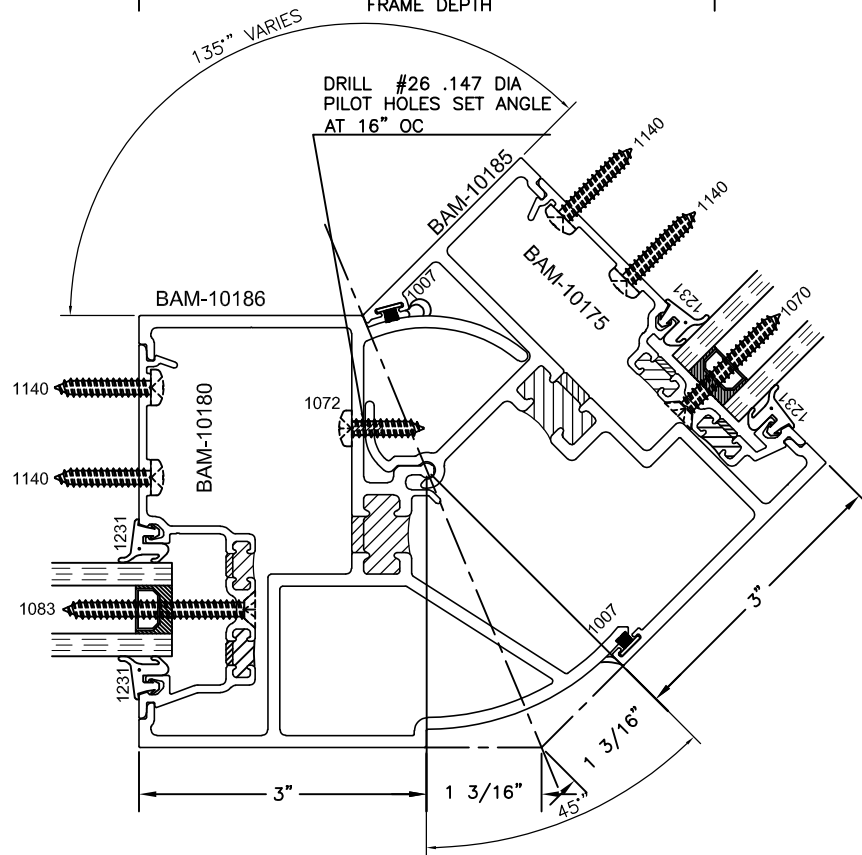 FRAME DEPTH
135°" VARIES
DRILL #26 .147 DIA
PILOT HOLES SET ANGLE
AT 16" OC
1140
1140
BAM-10185
BAM-10175
1007
1231
1070
BAM-10186
1140
1072
BAM-10180
1231
1140
1231
1083
1007
3"
1231
1 3/16"
3"
1 3/16"
45°"